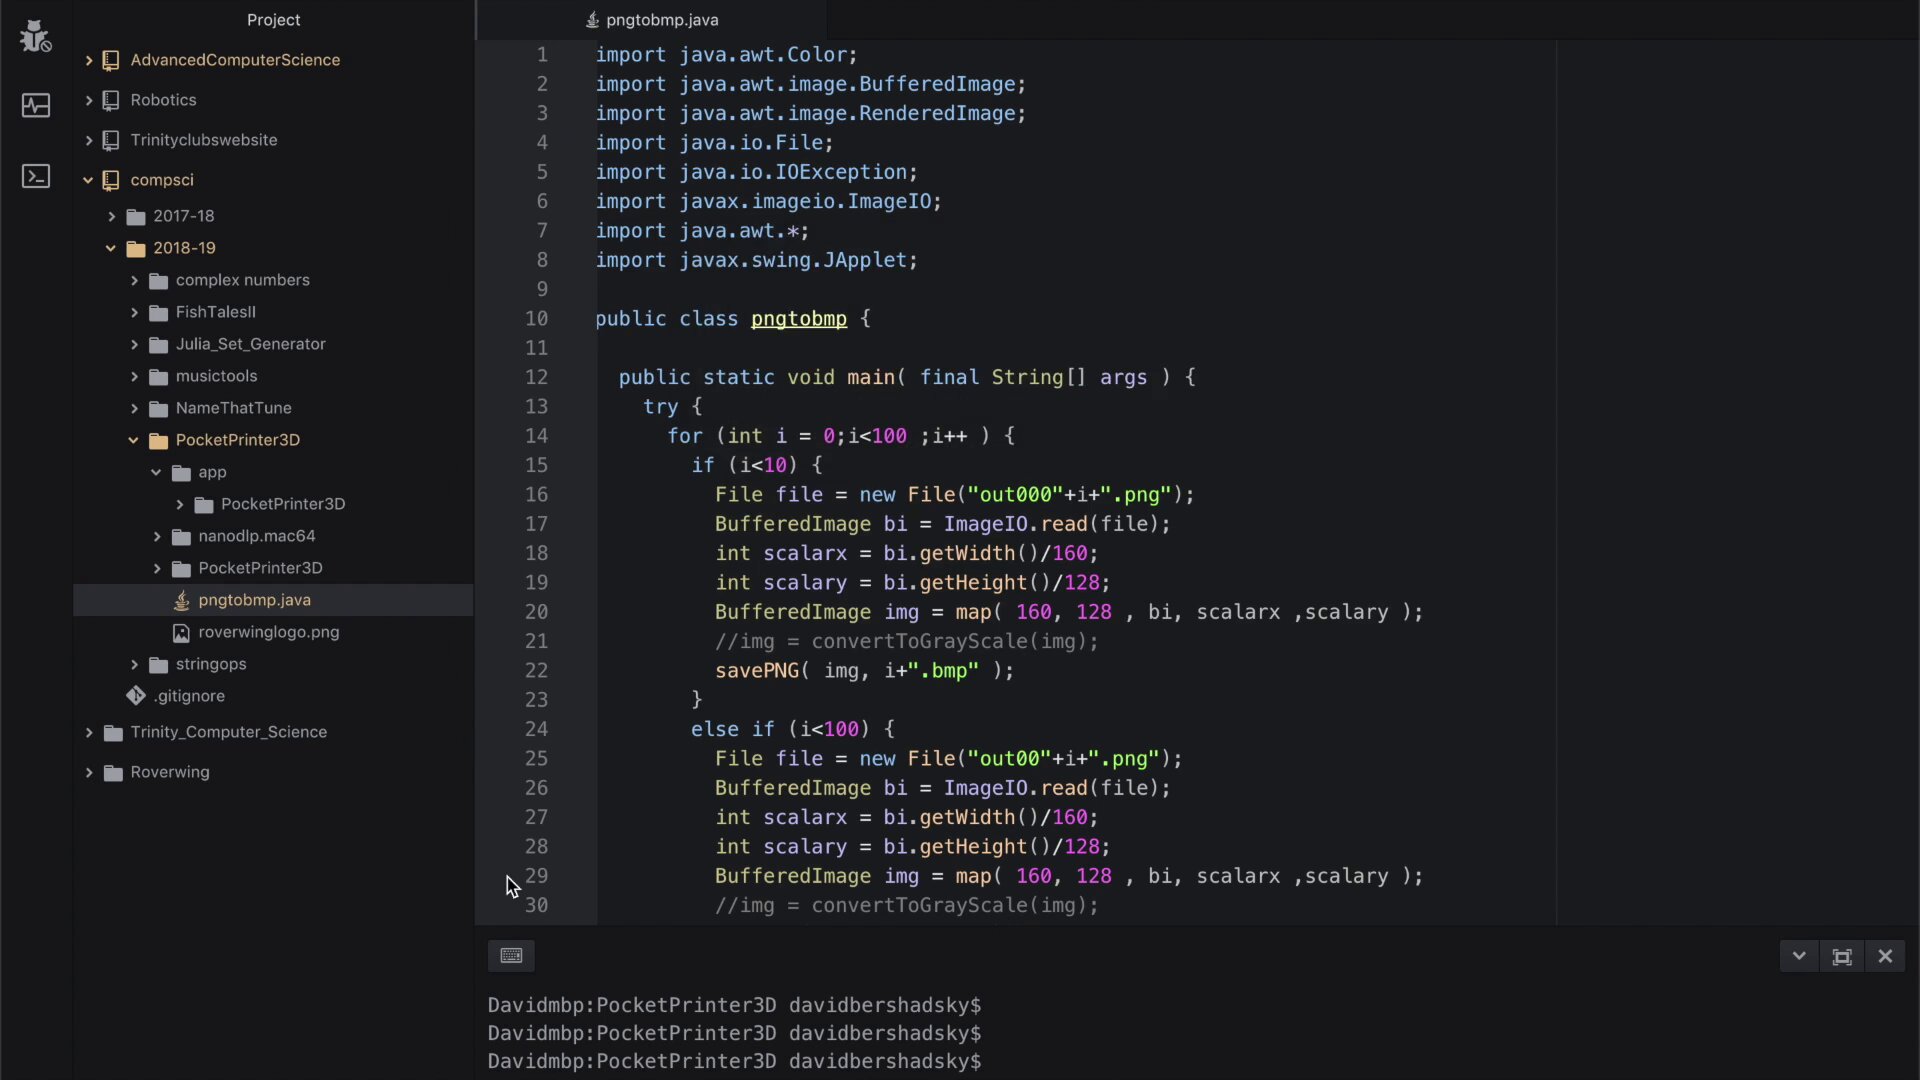 Project
AdvancedComputerScience
Robotics
Trinityclubswebsite
compsci
2017-18
2018-19
complex numbers
FishTalesII
Julia_Set_Generator
musictools
NameThatTune
PocketPrinter3D
app
PocketPrinter3D
nanodlp.mac64
PocketPrinter3D
pngtobmp.java
roverwinglogo.png
stringops
.gitignore
Trinity_Computer_Science
Roverwing
pngtobmp.java
1 import java.awt.Color;
2 import java.awt.image.BufferedImage;
3 import java.awt.image.RenderedImage;
4 import java.io.File;
5 import java.io.IOException;
6 import javax.imageio.ImageIO;
7 import java.awt.*;
8 import javax.swing.JApplet;
9
10 public class pngtobmp {
11
12 public static void main( final String[] args ) {
13 try {
14 for (int i = 0;i<100 ;i++ ) {
15 if (i<10) {
16 File file = new File("out000"+i+".png");
17 BufferedImage bi = ImageIO.read(file);
18 int scalarx = bi.getWidth()/160;
19 int scalary = bi.getHeight()/128;
20 BufferedImage img = map( 160, 128 , bi, scalarx ,scalary );
21 //img = convertToGrayScale(img);
22 savePNG( img, i+".bmp" );
23 }
24 else if (i<100) {
25 File file = new File("out00"+i+".png");
26 BufferedImage bi = ImageIO.read(file);
27 int scalarx = bi.getWidth()/160;
28 int scalary = bi.getHeight()/128;
29 BufferedImage img = map( 160, 128 , bi, scalarx ,scalary );
30 //img = convertToGrayScale(img);
Davidmbp:PocketPrinter3D davidbershadsky$
Davidmbp:PocketPrinter3D davidbershadsky$
Davidmbp:PocketPrinter3D davidbershadsky$